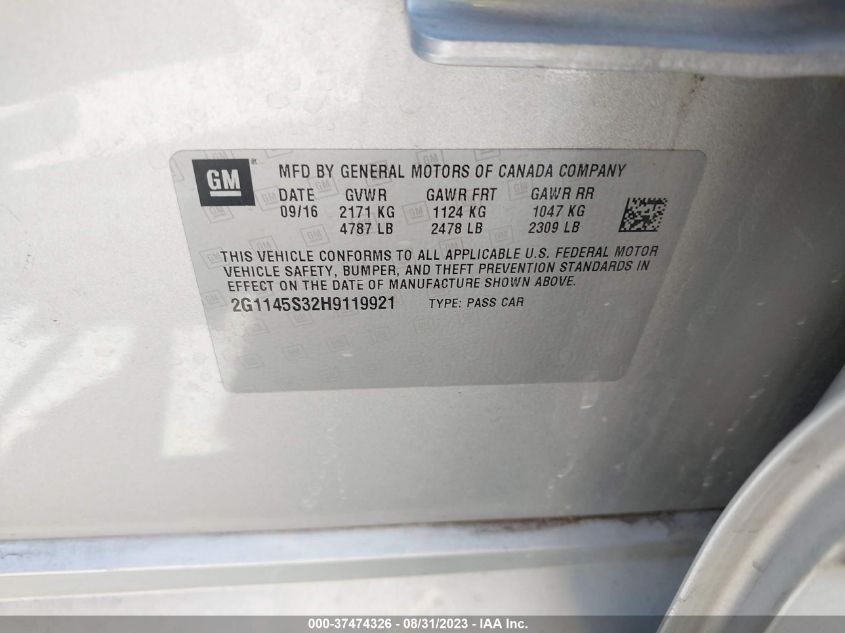 GM
MFD BY GENERAL MOTORS OF CANADA COMPANY
DATE GVWR GAWR FRT GAWR RR
09/16 2171 KG 1124 KG 1047 KG
4787 LB 2478 LB 2309 LB
THIS VEHICLE CONFORMS TO ALL APPLICABLE U.S. FEDERAL MOTOR
VEHICLE SAFETY, BUMPER, AND THEFT PREVENTION STANDARDS IN
EFFECT ON THE DATE OF MANUFACTURE SHOWN ABOVE.
2G1145S32H9119921 TYPE: PASS CAR
000-37474326 - 08/31/2023 - IAA Inc.